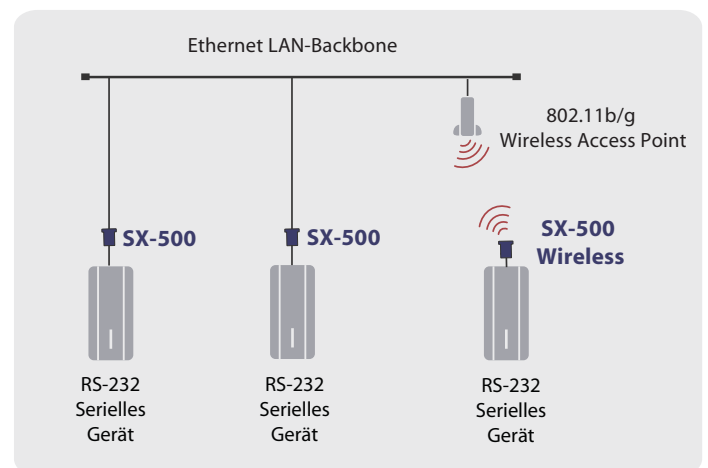 Ethernet LAN-Backbone
802.11b/g
Wireless Access Point
SX-500
SX-500
SX-500
Wireless
RS-232
Serielles
Gerät
RS-232
Serielles
Gerät
RS-232
Serielles
Gerät